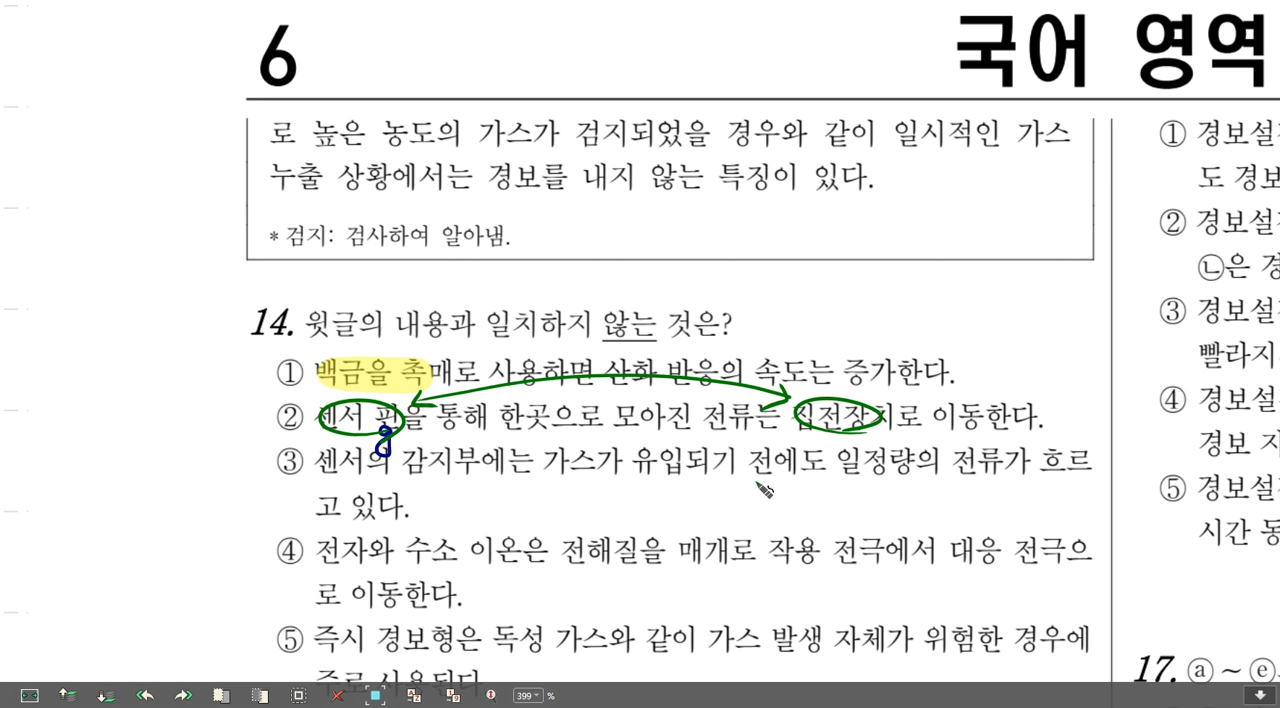 6
국어 영역
로 높은 농도의 가스가 검지되었을 경우와 같이 일시적인 가스
누출 상황에서는 경보를 내지 않는 특징이 있다.
* 검지: 검사하여 알아냄.
14. 윗글의 내용과 일치하지 않는 것은?
① 백금을 촉매로 사용하면 산화 반응의 속도는 증가한다.
② 센서 핀을 통해 한곳으로 모아진 전류는 집전장치로 이동한다.
③ 센서의 감지부에는 가스가 유입되기 전에도 일정량의 전류가 흐르
고 있다.
④ 전자와 수소 이온은 전해질을 매개로 작용 전극에서 대응 전극으
로 이동한다.
⑤ 즉시 경보형은 독성 가스와 같이 가스 발생 자체가 위험한 경우에
주로 사용된다.
① 경보설
도 경보
② 경보설
㉡은 경
③ 경보설
빨라지
④ 경보설
경보 지
⑤ 경보설
시간 동
17. ⓐ ~ ⓔ
399 %